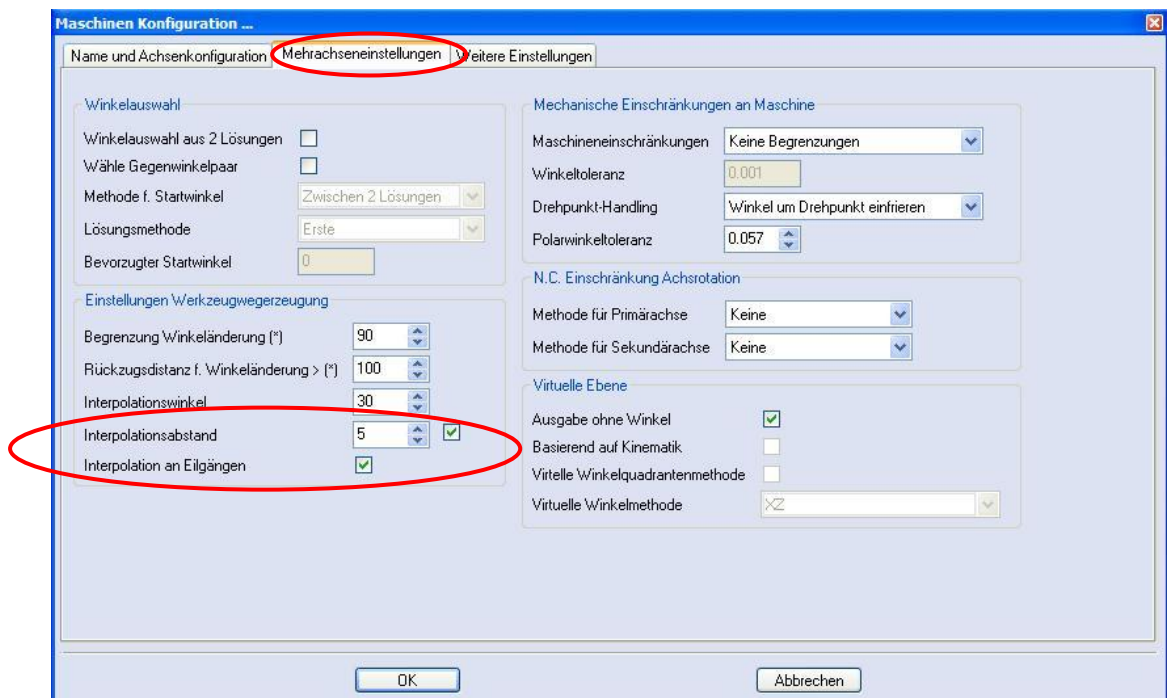 Maschinen Konfiguration ...
Name und Achsenkonfiguration Mehrachseneinstellungen Weitere Einstellungen
Winkelauswahl
Winkelauswahl aus 2 Lösungen
Wähle Gegenwinkelpaar
Methode f. Startwinkel Zwischen 2 Lösungen
Lösungsmethode Erste
Bevorzugter Startwinkel 0
Einstellungen Werkzeugwegerzeugung
Begrenzung Winkeländerung (*) 90
Rückzugsdistanz f. Winkeländerung > (*) 100
Interpolationswinkel 30
Interpolationsabstand 5
Interpolation an Eilgängen
Mechanische Einschränkungen an Maschine
Maschineneinschränkungen Keine Begrenzungen
Winkeltoleranz 0.001
Drehpunkt-Handling Winkel um Drehpunkt einfrieren
Polarwinkeltoleranz 0.057
N.C. Einschränkung Achsrotation
Methode für Primärachse Keine
Methode für Sekundärachse Keine
Virtuelle Ebene
Ausgabe ohne Winkel
Basierend auf Kinematik
Virtelle Winkelquadrantenmethode
Virtuelle Winkelmethode XZ
OK Abbrechen